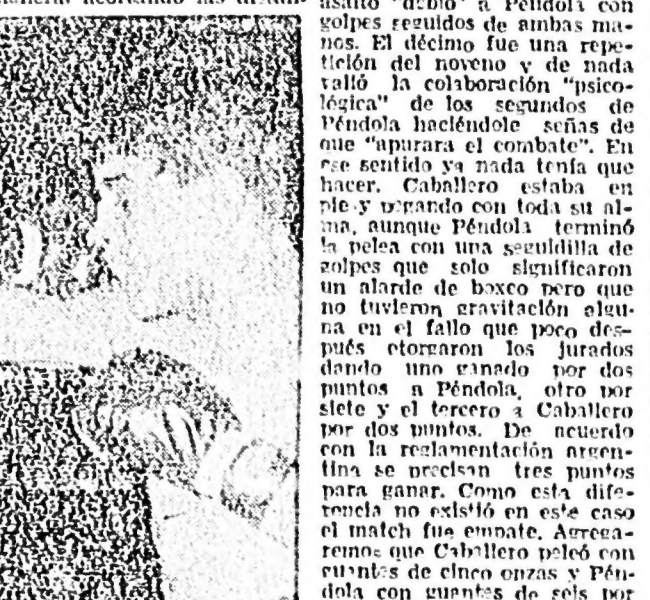 asalto "debió" a Péndola con
golpes seguidos de ambas ma-
nos. El décimo fue una repe-
tición del noveno y de nada
valió la colaboración "psico-
lógica" de los segundos de
Péndola haciéndole señas de
que "apurara el combate". En
ese sentido ya nada tenía que
hacer. Caballero estaba en
pie y pegando con toda su al-
ma, aunque Péndola terminó
la pelea con una seguidilla de
golpes que solo significaron
un alarde de boxeo pero que
no tuvieron gravitación algu-
na en el fallo que poco des-
pués otorgaron los jurados
dando uno ganado por dos
puntos a Péndola, otro por
siete y el tercero a Caballero
por dos puntos. De acuerdo
con la reglamentación argen-
tina se precisan tres puntos
para ganar. Como esta dife-
rencia no existió en este caso
el match fue empate. Agrega-
remos que Caballero peleó con
guantes de cinco onzas y Pén-
dola con guantes de seis por